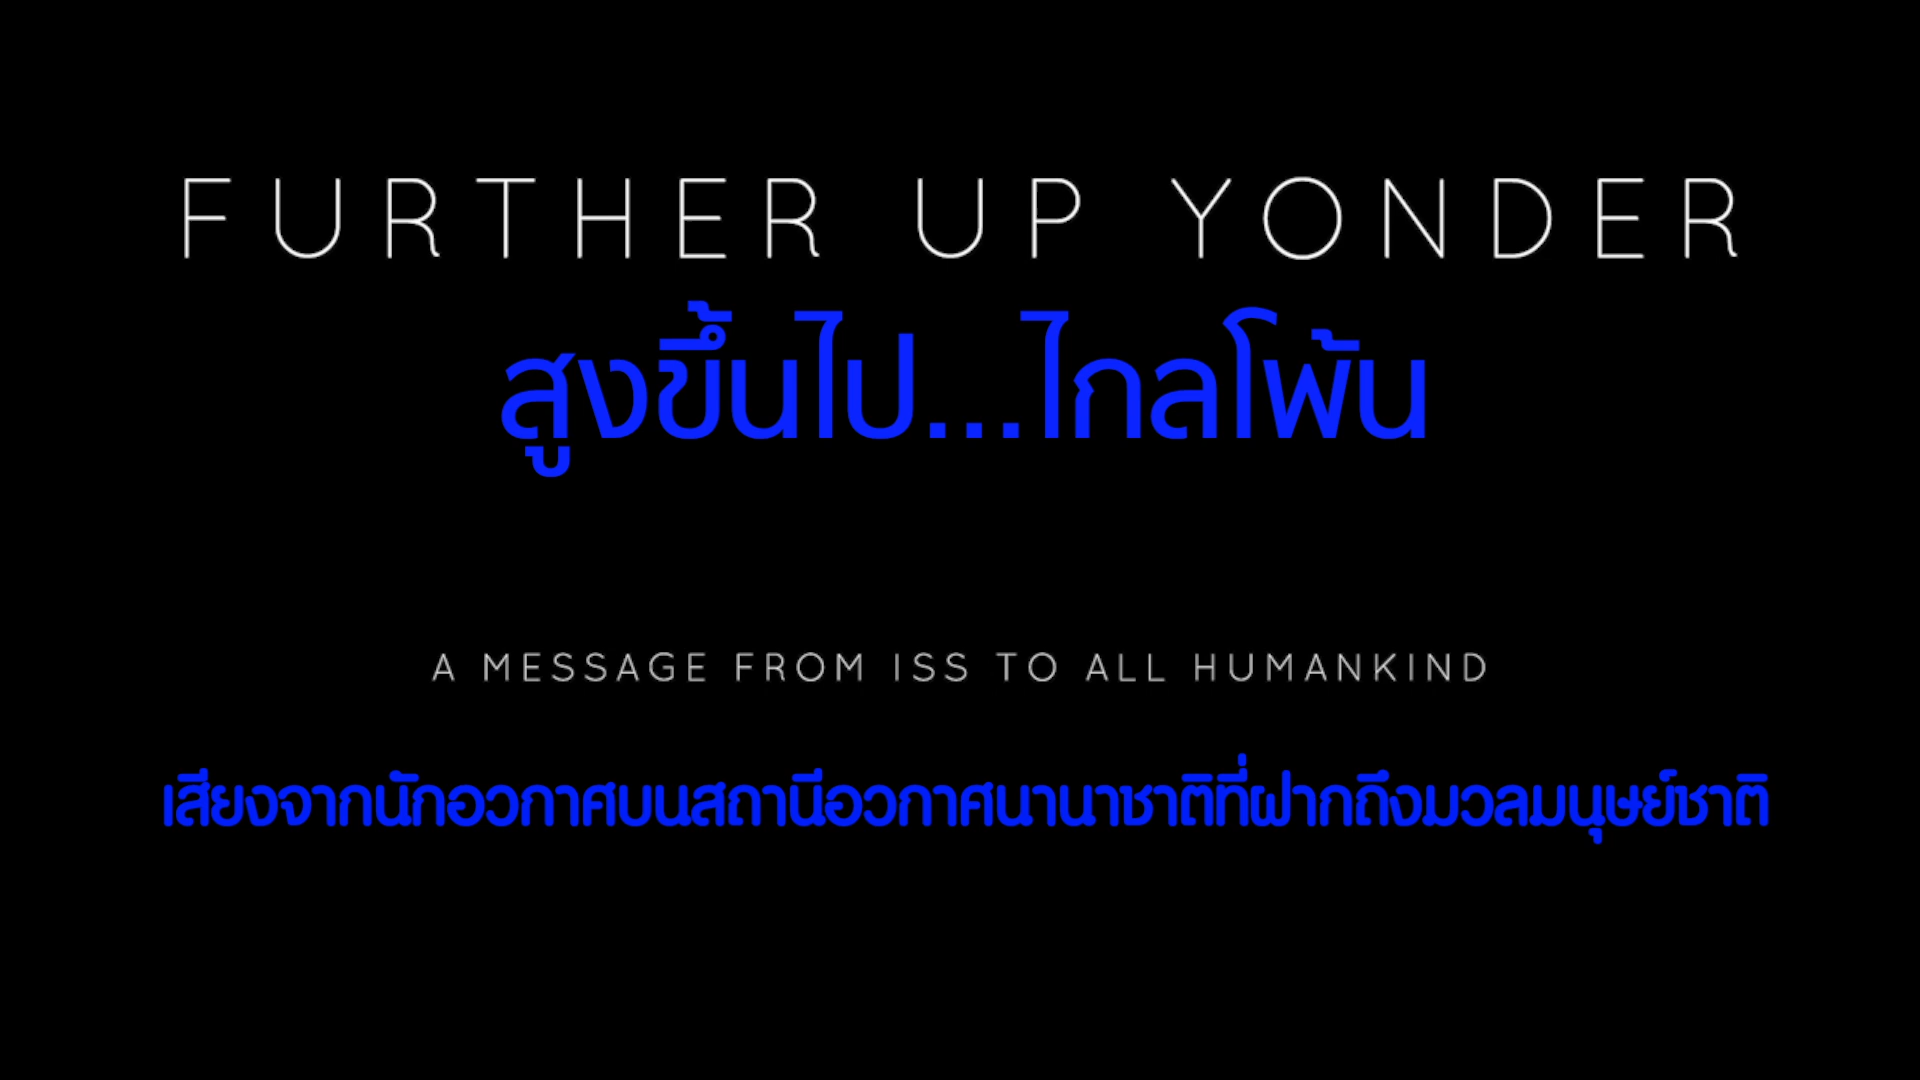 FURTHER UP YONDER
สูงขึ้นไป...ไกลโพ้น
A MESSAGE FROM ISS TO ALL HUMANKIND
เสียงจากนักอวกาศบนสถานีอวกาศนานาชาติที่ฝากถึงมวลมนุษย์ชาติ